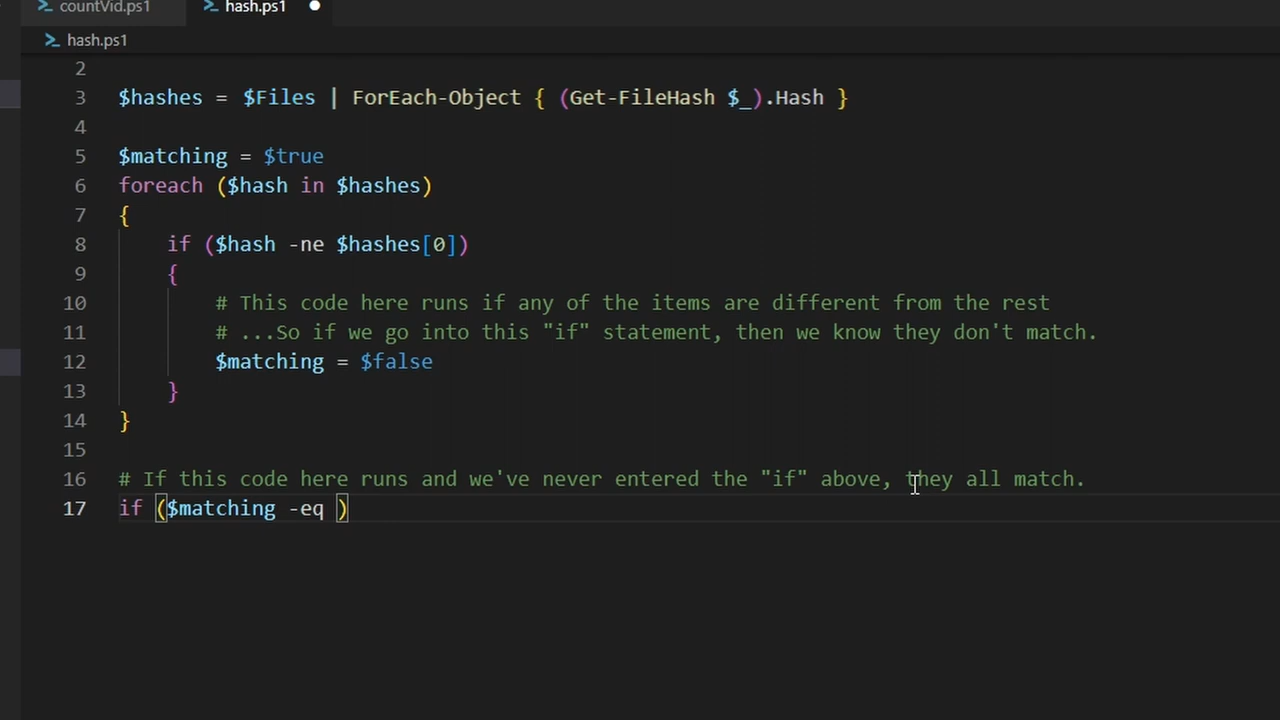 countVid.ps1 hash.ps1
hash.ps1
2
3 $hashes = $Files | ForEach-Object { (Get-FileHash $_).Hash }
4
5 $matching = $true
6 foreach ($hash in $hashes)
7 {
8 if ($hash -ne $hashes[0])
9 {
10 # This code here runs if any of the items are different from the rest
11 # ...So if we go into this "if" statement, then we know they don't match.
12 $matching = $false
13 }
14 }
15
16 # If this code here runs and we've never entered the "if" above, they all match.
17 if ($matching -eq )